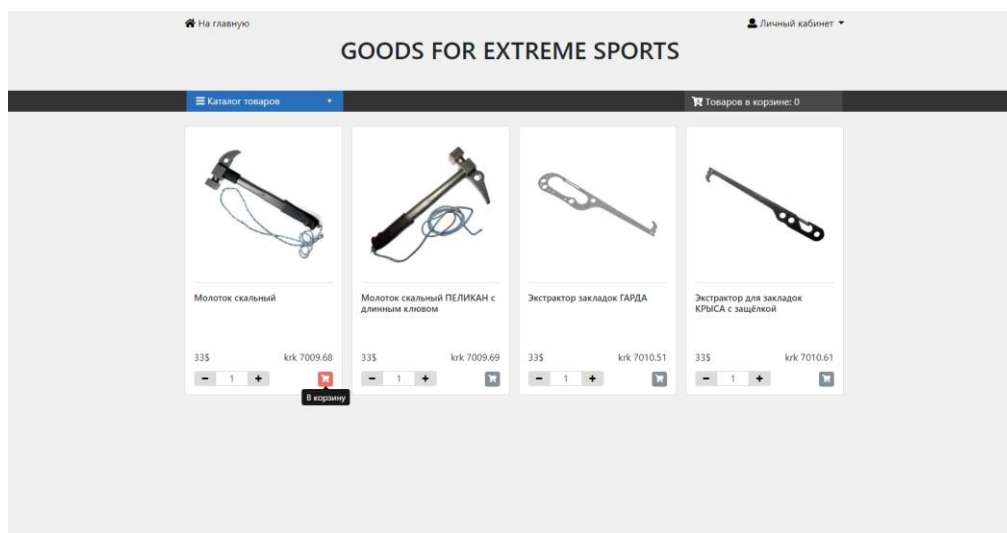 На главную
Личный кабинет
GOODS FOR EXTREME SPORTS
Каталог товаров
Товаров в корзине: 0
Молоток скальный
33$ krk 7009.68
1
В корзину
Молоток скальный ПЕЛИКАН с
длинным клювом
33$ krk 7009.69
1
Экстрактор закладок ГАРДА
33$ krk 7010.51
1
Экстрактор для закладок
КРЫСА с защёлкой
33$ krk 7010.61
1